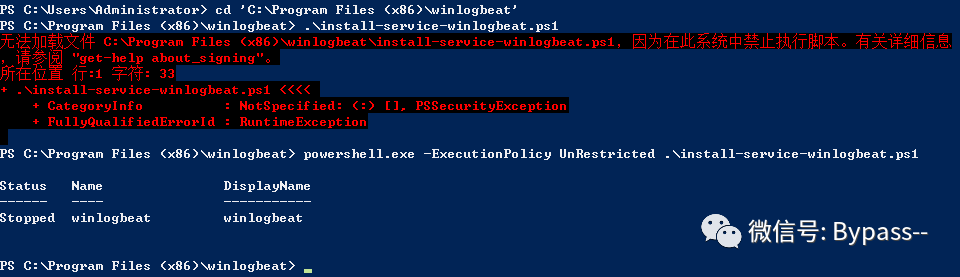 PS C:\Users\Administrator> cd 'C:\Program Files (x86)\winlogbeat'
PS C:\Program Files (x86)\winlogbeat> .\install-service-winlogbeat.ps1
无法加载文件 C:\Program Files (x86)\winlogbeat\install-service-winlogbeat.ps1，因为在此系统中禁止执行脚本。有关详细信息
，请参阅 "get-help about_signing"。
所在位置 行:1 字符: 33
+ .\install-service-winlogbeat.ps1 <<<<
    + CategoryInfo          : NotSpecified: (:) [], PSSecurityException
    + FullyQualifiedErrorId : RuntimeException
PS C:\Program Files (x86)\winlogbeat> powershell.exe -ExecutionPolicy UnRestricted .\install-service-winlogbeat.ps1
Status   Name               DisplayName
------   ----               -----------
Stopped  winlogbeat         winlogbeat
微信号: Bypass--
PS C:\Program Files (x86)\winlogbeat> _